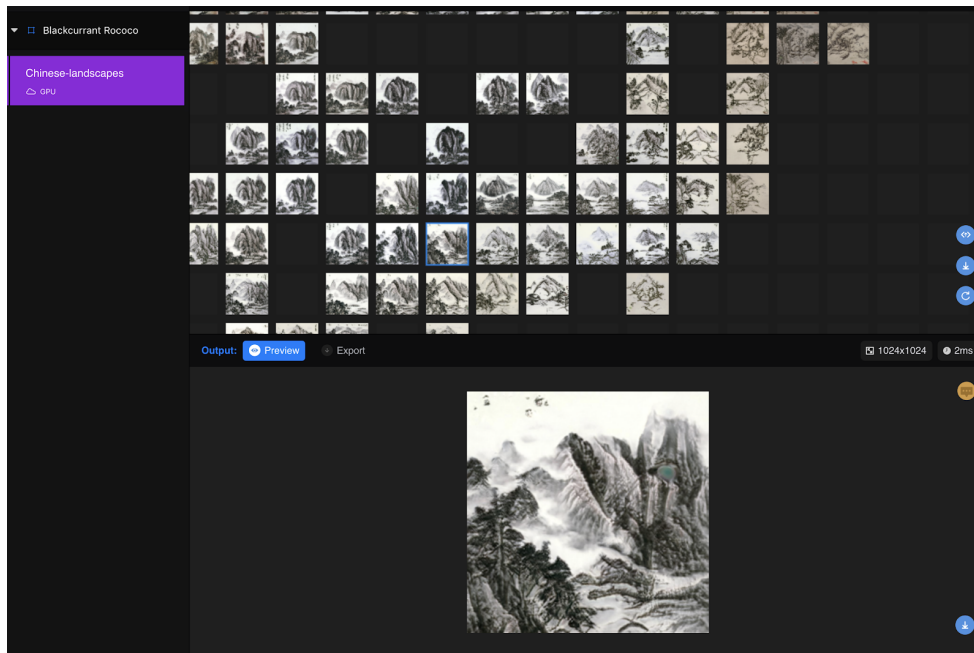 Blackcurrant Rococo
Chinese-landscapes
GPU
Output: Preview Export 1024x1024 2ms